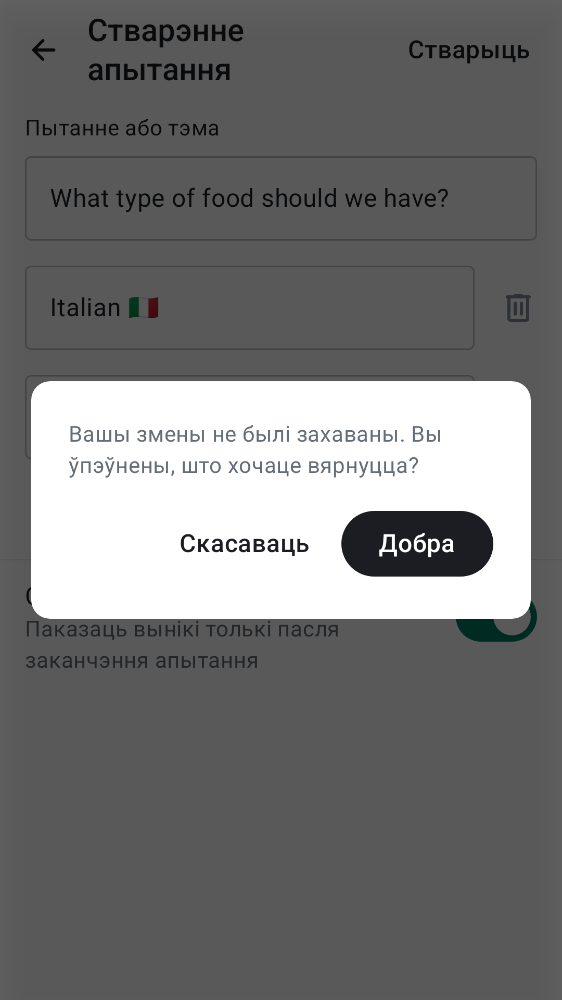 Стварэнне
апытання
Стварыць
Пытанне або тэма
What type of food should we have?
Italian 🇮🇹
Вашы змены не былі захаваны. Вы
ўпэўнены, што хочаце вярнуцца?
Скасаваць
Добра
Паказаць вынікі толькі пасля
заканчэння апытання